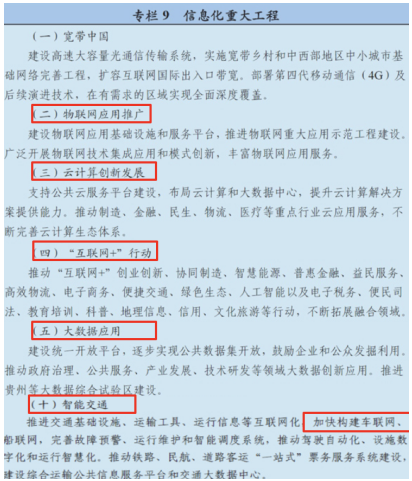 专栏 9 信息化重大工程
（一）宽带中国
建设高速大容量光通信传输系统，实施宽带乡村和中西部地区中小城市基
础网络完善工程，扩容互联网国际出入口带宽。部署第四代移动通信（4G）及
后续演进技术，在有需求的区域实现全面深度覆盖。
（二）物联网应用推广
建设物联网应用基础设施和服务平台，推进物联网重大应用示范工程建设。
广泛开展物联网技术集成应用和模式创新，丰富物联网应用服务。
（三）云计算创新发展
支持公共云服务平台建设，布局云计算和大数据中心，提升云计算解决方
案提供能力。推动制造、金融、民生、物流、医疗等重点行业云应用服务，不
断完善云计算生态体系。
（四）“互联网+”行动
推动“互联网+”创业创新、协同制造、智慧能源、普惠金融、益民服务、
高效物流、电子商务、便捷交通、绿色生态、人工智能以及电子税务、便民司
法、教育培训、科普、地理信息、信用、文化旅游等行动，不断拓展融合领域。
（五）大数据应用
建设统一开放平台，逐步实现公共数据集开放，鼓励企业和公众发掘利用。
推动政府治理、公共服务、产业发展、技术研发等领域大数据创新应用。推进
贵州等大数据综合试验区建设。
（十）智能交通
推进交通基础设施、运输工具、运行信息等互联网化，加快构建车联网、
船联网，完善故障预警、运行维护和智能调度系统，推动驾驶自动化、设施数
字化和运行智慧化。推动铁路、民航、道路客运“一站式”票务服务系统建设，
建设综合运输公共信息服务平台和交通大数据中心。